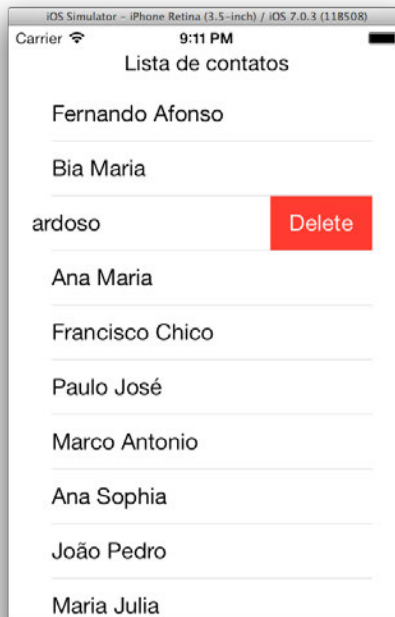 iOS Simulator - iPhone Retina (3.5-inch) / iOS 7.0.3 (11B508)
Carrier 9:11 PM
Lista de contatos
Fernando Afonso
Bia Maria
ardoso Delete
Ana Maria
Francisco Chico
Paulo José
Marco Antonio
Ana Sophia
João Pedro
Maria Julia